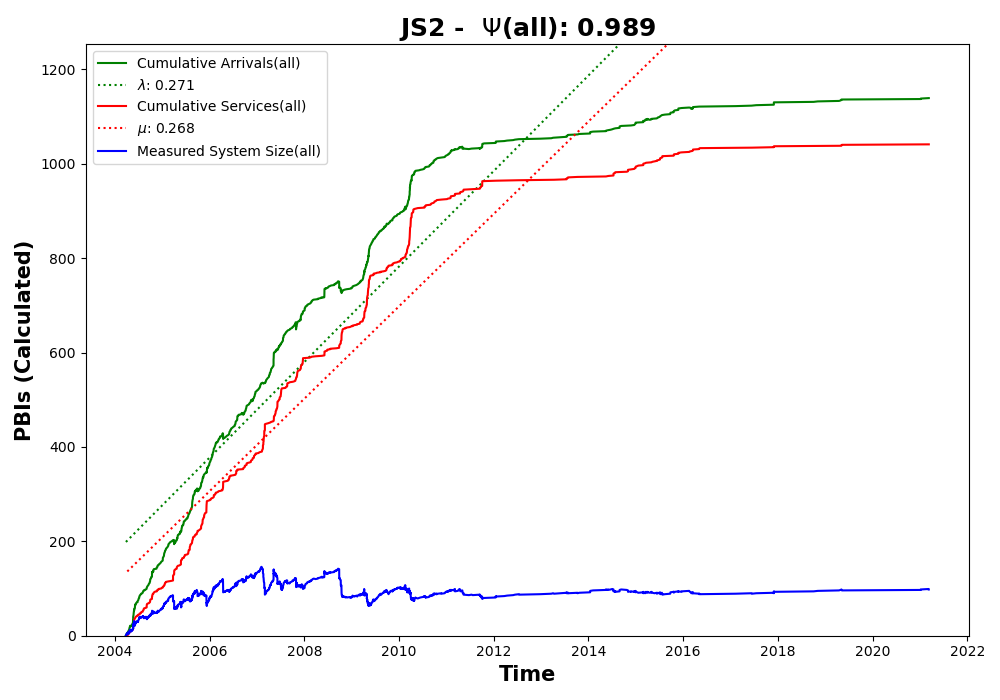 JS2 - Ψ(all): 0.989
Cumulative Arrivals(all)
λ: 0.271
Cumulative Services(all)
μ: 0.268
Measured System Size(all)
PBIs (Calculated)
1200
1000
800
600
400
200
0
2004 2006 2008 2010 2012 2014 2016 2018 2020 2022
Time